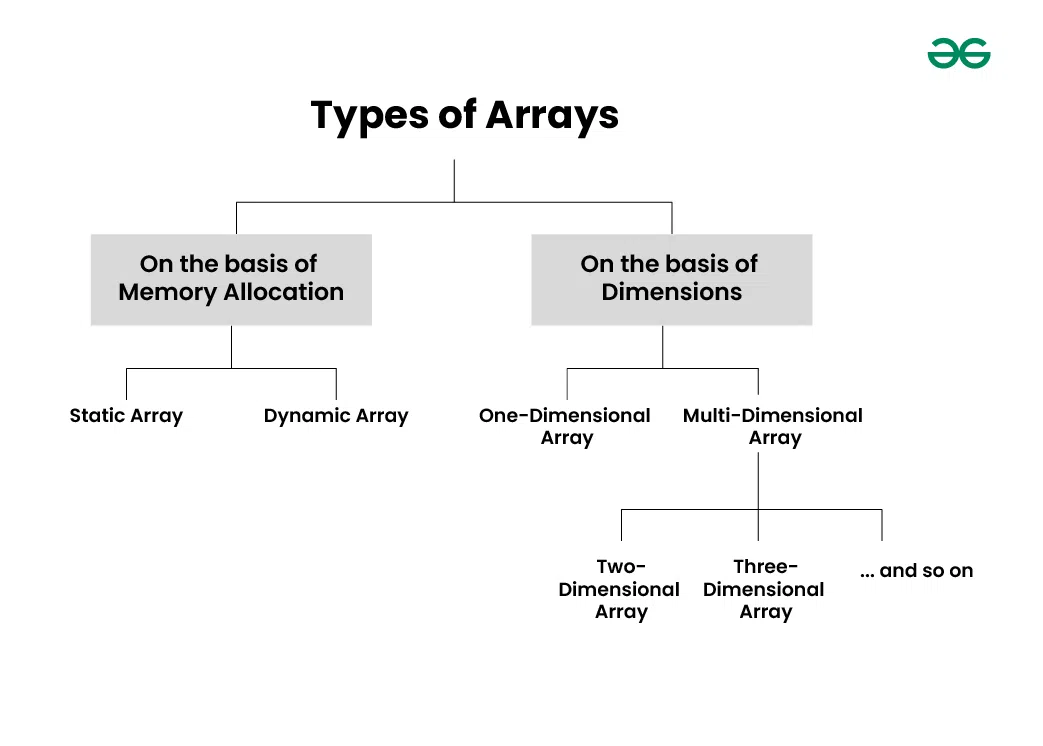 Types of Arrays
On the basis of
Memory Allocation
On the basis of
Dimensions
Static Array
Dynamic Array
One-Dimensional
Array
Multi-Dimensional
Array
Two-
Dimensional
Array
Three-
Dimensional
Array
... and so on